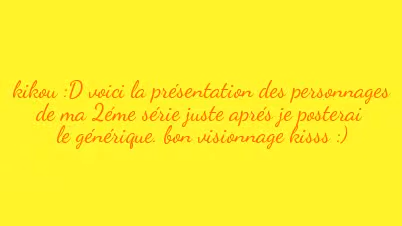 kikou :D voici la présentation des personnages
de ma 2éme série juste aprés je posterai
le générique. bon visionnage kisss :)